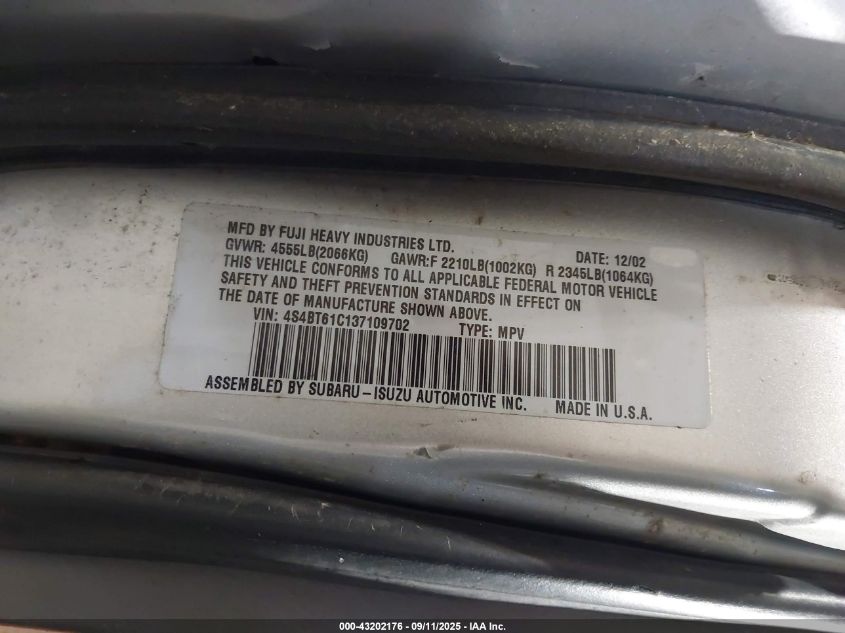 MFD BY FUJI HEAVY INDUSTRIES LTD. DATE: 12/02
GVWR: 4555LB(2066KG) GAWR:F 2210LB(1002KG) R 2345LB(1064KG)
THIS VEHICLE CONFORMS TO ALL APPLICABLE FEDERAL MOTOR VEHICLE
SAFETY AND THEFT PREVENTION STANDARDS IN EFFECT ON
THE DATE OF MANUFACTURE SHOWN ABOVE.
VIN: 4S4BT61C137109702 TYPE: MPV
ASSEMBLED BY SUBARU-ISUZU AUTOMOTIVE INC. MADE IN U.S.A.
000-43202176 - 09/11/2025 - IAA Inc.